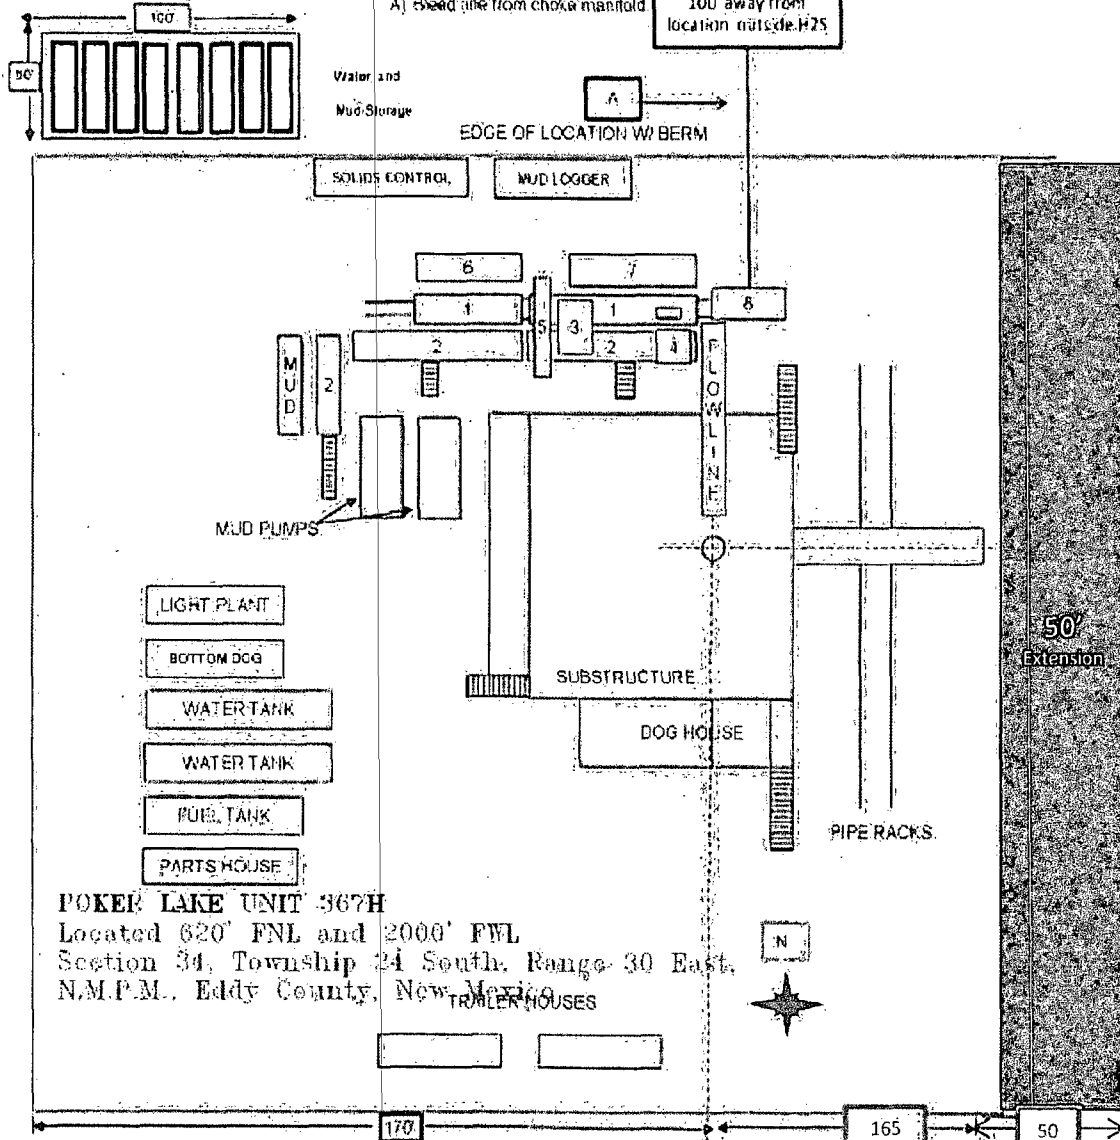 A) Bleed line from choke manifold
100' away from
location outside H2S
100'
50'
Water and
Mud Storage
A
EDGE OF LOCATION W/ BERM
SOLIDS CONTROL
MUD LOGGER
6
7
1
1
8
5
3
2
2
4
MUD
2
FLOWLINE
MUD PUMPS
LIGHT PLANT
BOTTOM DOG
WATER TANK
WATER TANK
FUEL TANK
PARTS HOUSE
SUBSTRUCTURE
DOG HOUSE
PIPE RACKS
50'
Extension
POKER LAKE UNIT 367H
Located 620' FNL and 2000' FWL
Section 34, Township 24 South, Range 30 East,
N.M.P.M., Eddy County, New Mexico
N
TRAILER HOUSES
170'
165
50